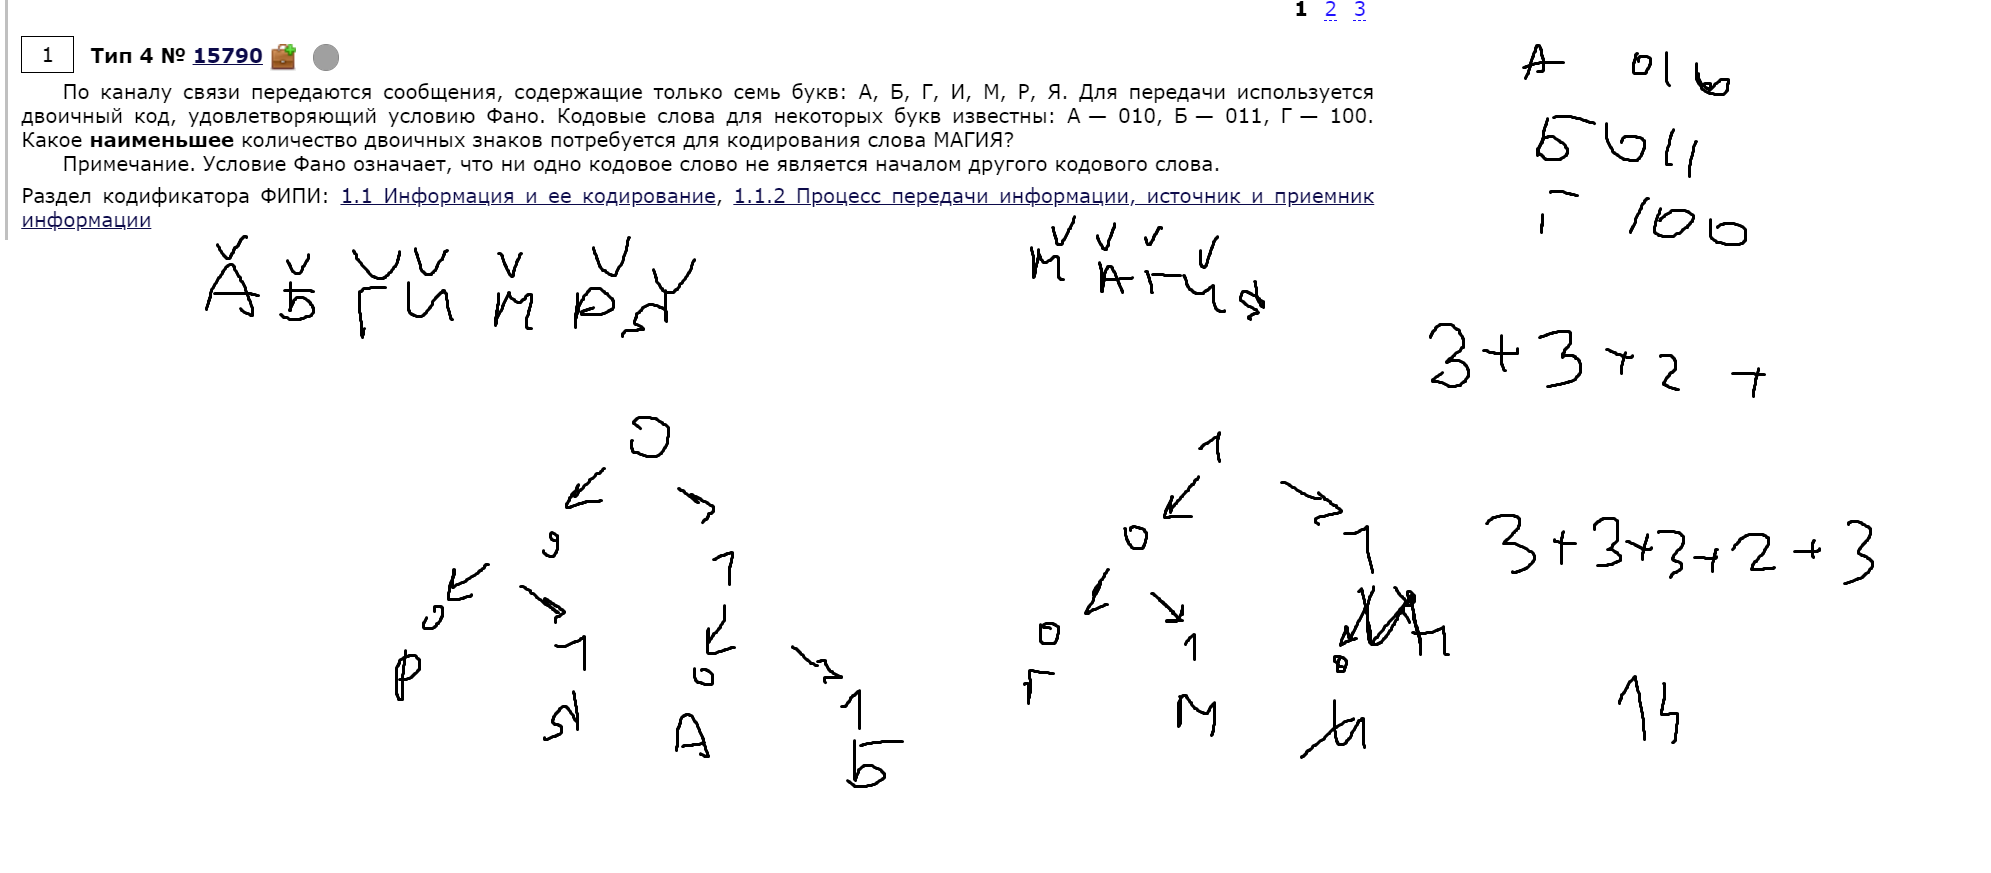 1 2 3
1 Тип 4 № 15790
По каналу связи передаются сообщения, содержащие только семь букв: А, Б, Г, И, М, Р, Я. Для передачи используется
двоичный код, удовлетворяющий условию Фано. Кодовые слова для некоторых букв известны: А — 010, Б — 011, Г — 100.
Какое наименьшее количество двоичных знаков потребуется для кодирования слова МАГИЯ?
Примечание. Условие Фано означает, что ни одно кодовое слово не является началом другого кодового слова.
Раздел кодификатора ФИПИ: 1.1 Информация и ее кодирование, 1.1.2 Процесс передачи информации, источник и приемник
информации
А 010
Б 011
Г 100
А Б Г И М Р Я
М А Г И Я
3 + 3 + 2 +
0 1
0 1 0 1
0 1 0 1 0 1 0 И
Р Я А Б Г М И
3 + 3 + 3 + 2 + 3
14